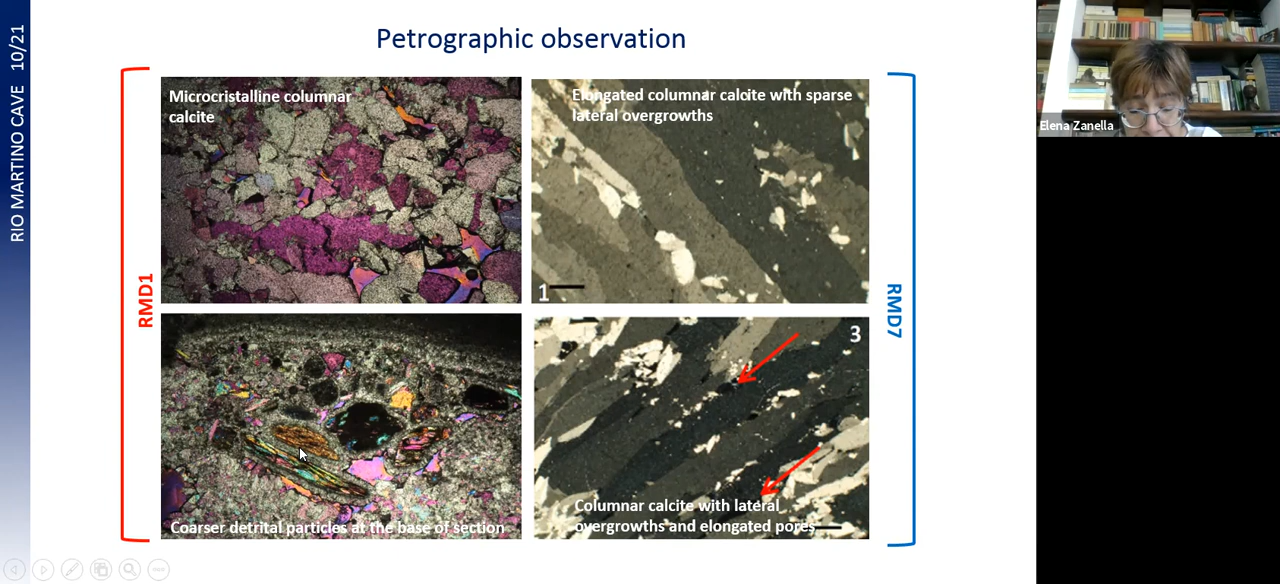 RIO MARTINO CAVE 10/21
Petrographic observation
RMD1
Microcristalline columnar
calcite
Elongated columnar calcite with sparse
lateral overgrowths
1
RMD7
Coarser detrital particles at the base of section
3
Columnar calcite with lateral
overgrowths and elongated pores
Elena Zanella